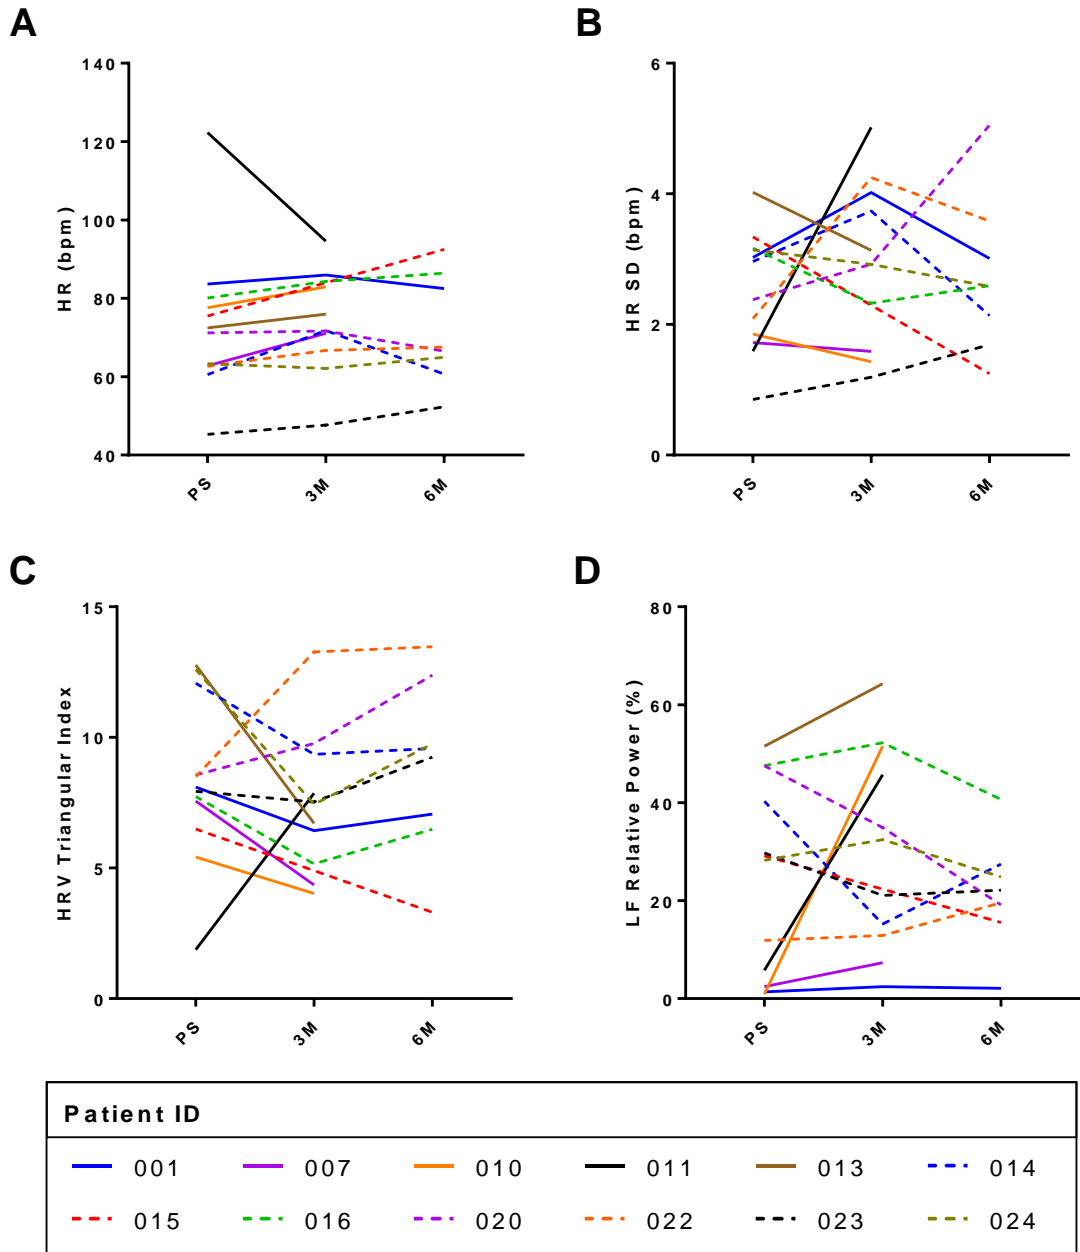 A
B
HR (bpm)
140
120
100
80
60
40
PS
3M
6M
HR SD (bpm)
6
4
2
0
PS
3M
6M
C
D
HRV Triangular Index
15
10
5
0
PS
3M
6M
LF Relative Power (%)
80
60
40
20
0
PS
3M
6M
Patient ID
001 007 010 011 013 014
015 016 020 022 023 024